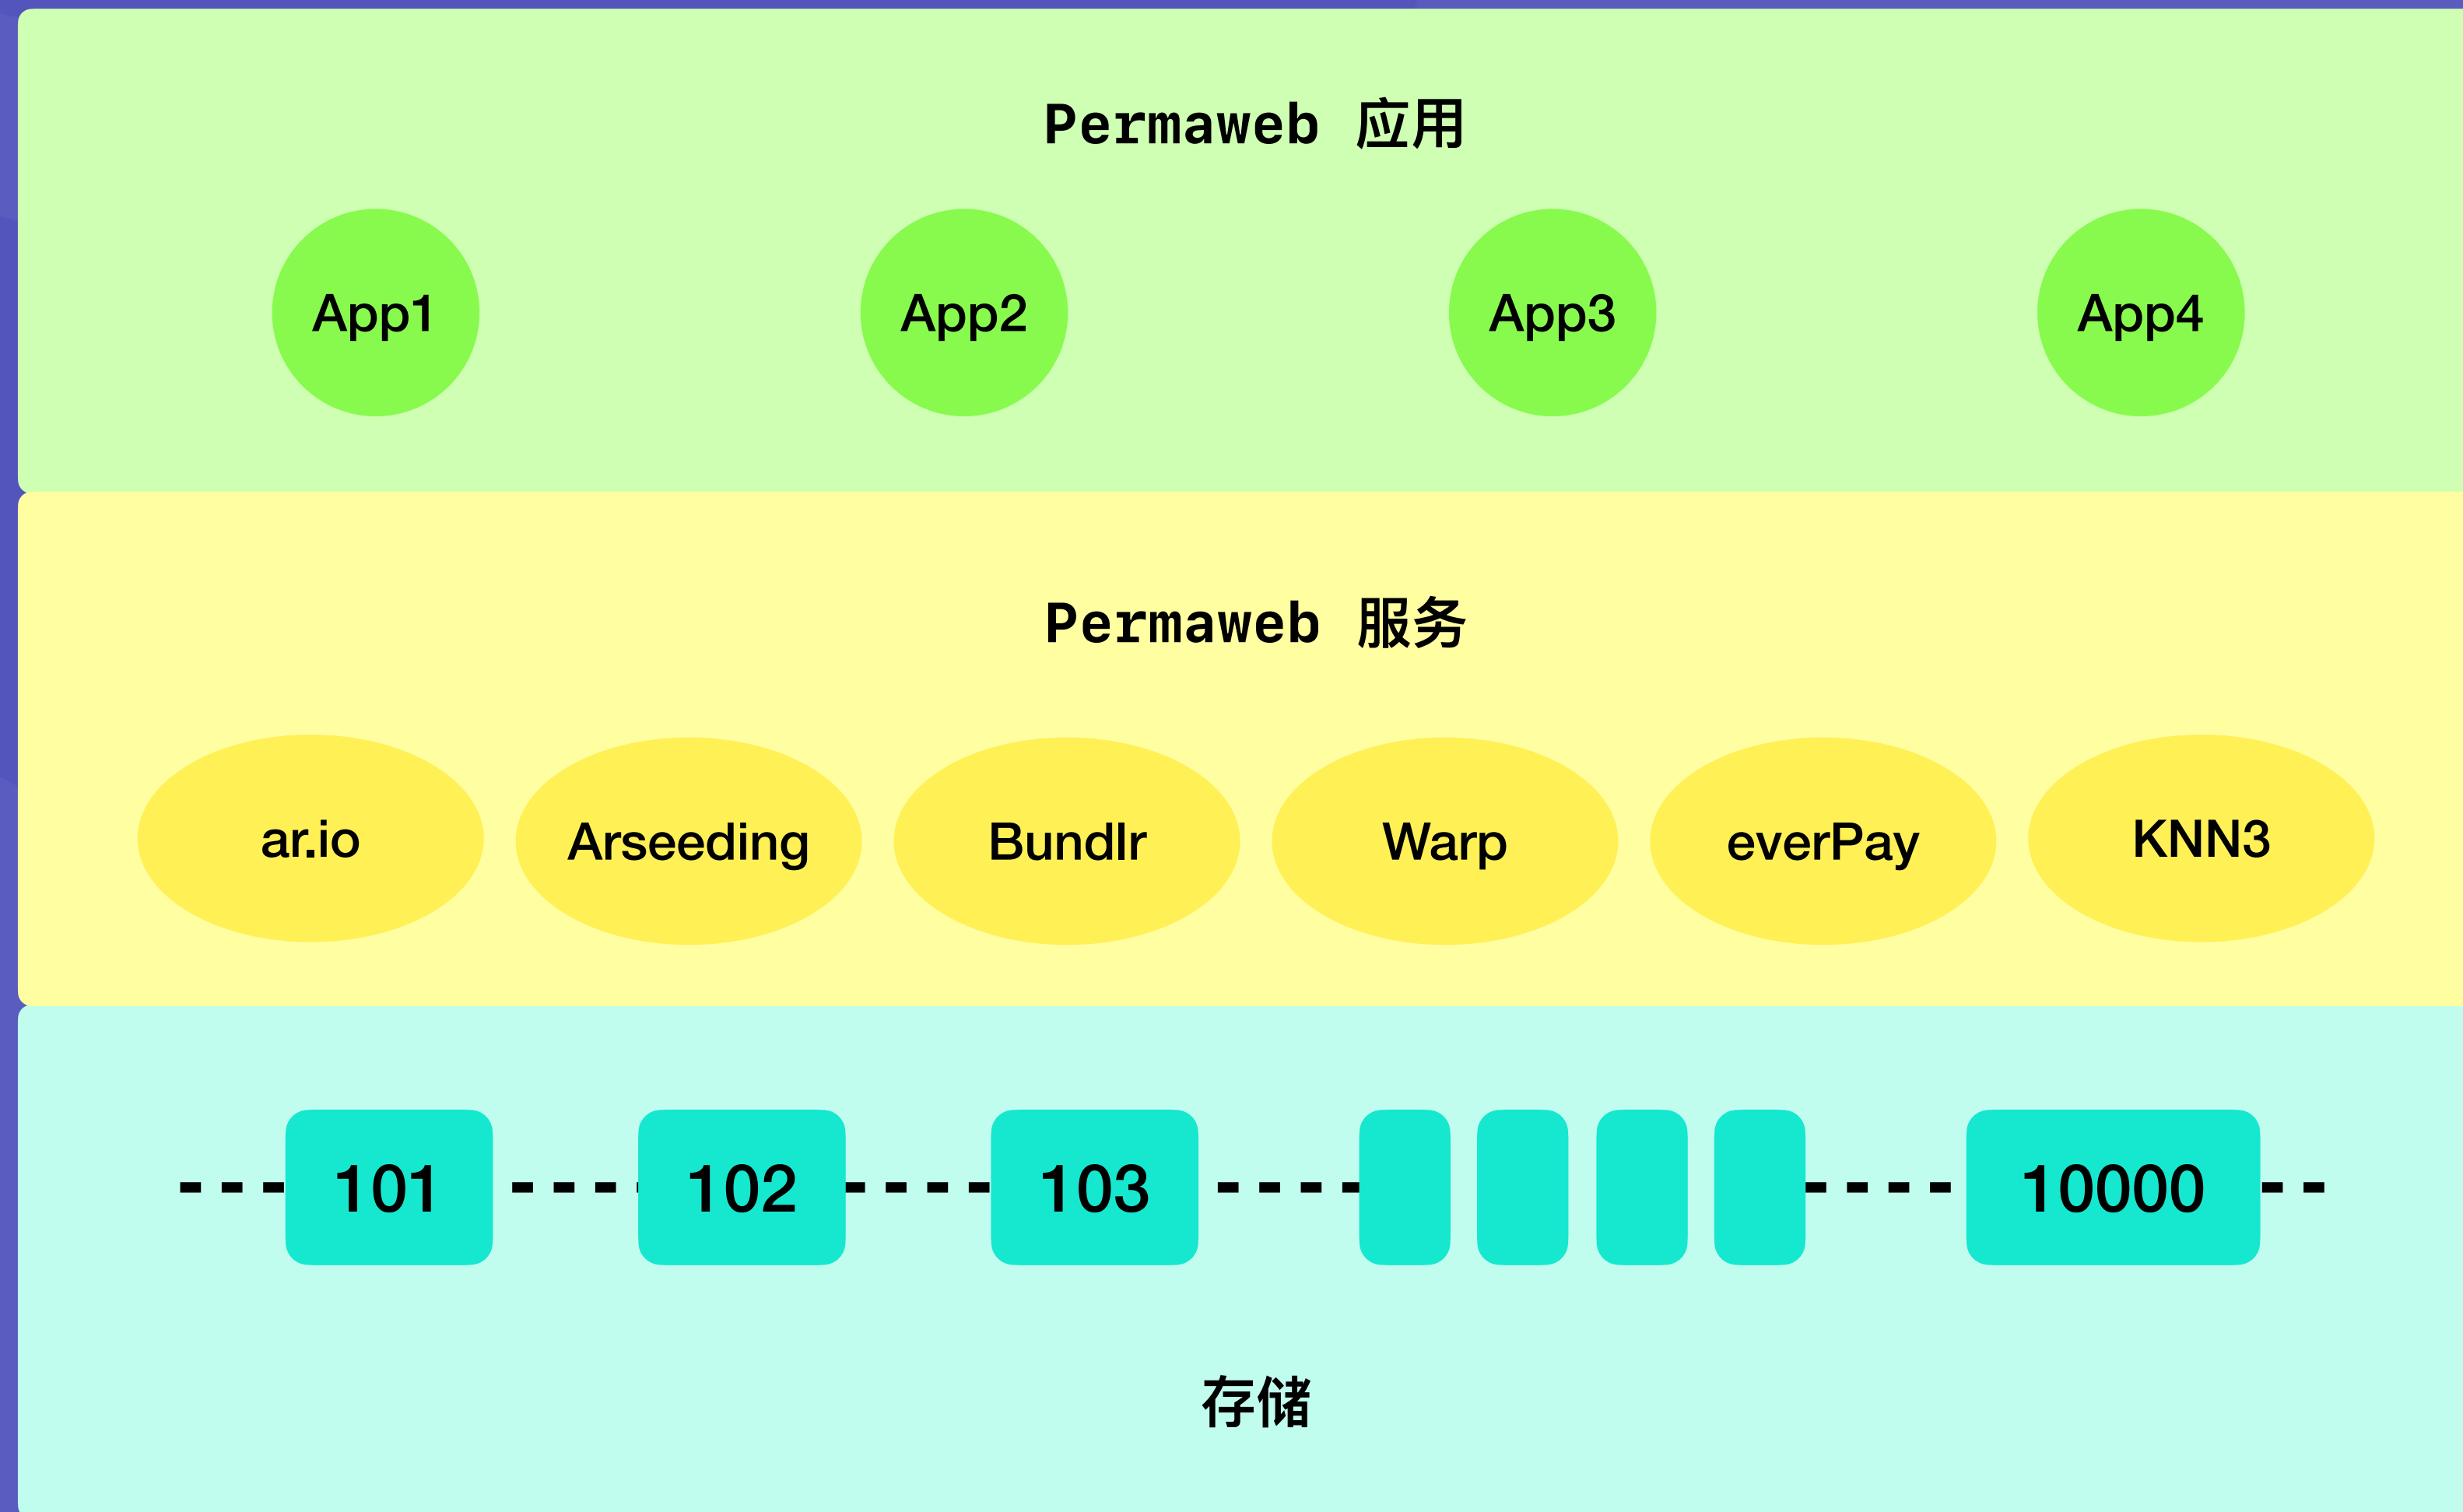 Permaweb 应用
App1 App2 App3 App4
Permaweb 服务
ar.io Arseeding Bundlr Warp everPay KNN3
101 102 103 10000
存储